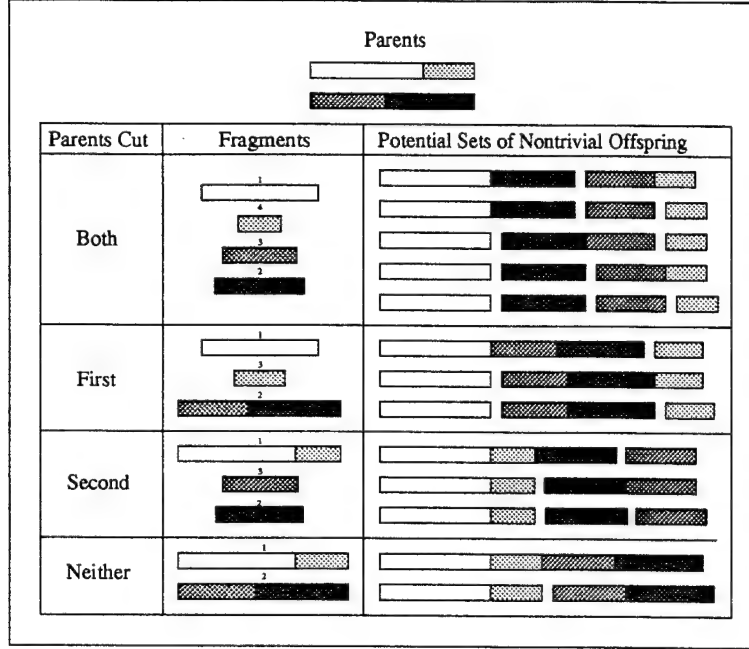 Parents
Parents Cut Fragments Potential Sets of Nontrivial Offspring
Both
1
4
3
2
First
1
3
2
Second
1
3
2
Neither
1
2